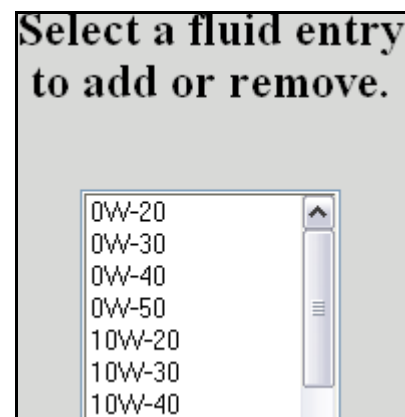 Select a fluid entry
to add or remove.
0W-20
0W-30
0W-40
0W-50
10W-20
10W-30
10W-40